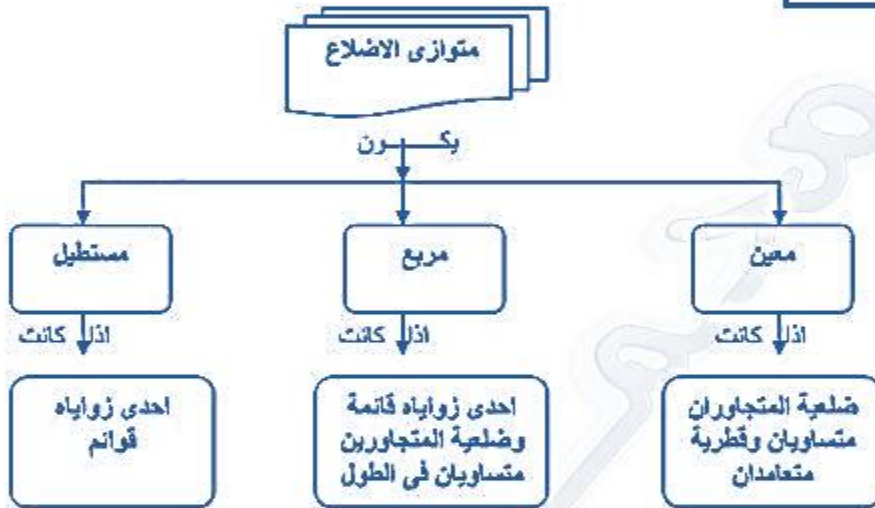 متوازى الاضلاع
يكــــون
معين
مربع
مستطيل
اذا كانت
اذا كانت
اذا كانت
ضلعية المتجاوران
متساويان وقطرية
متعامدان
احدى زواياه قائمة
وضلعية المتجاورين
متساويان فى الطول
احدى زواياه
قوائم